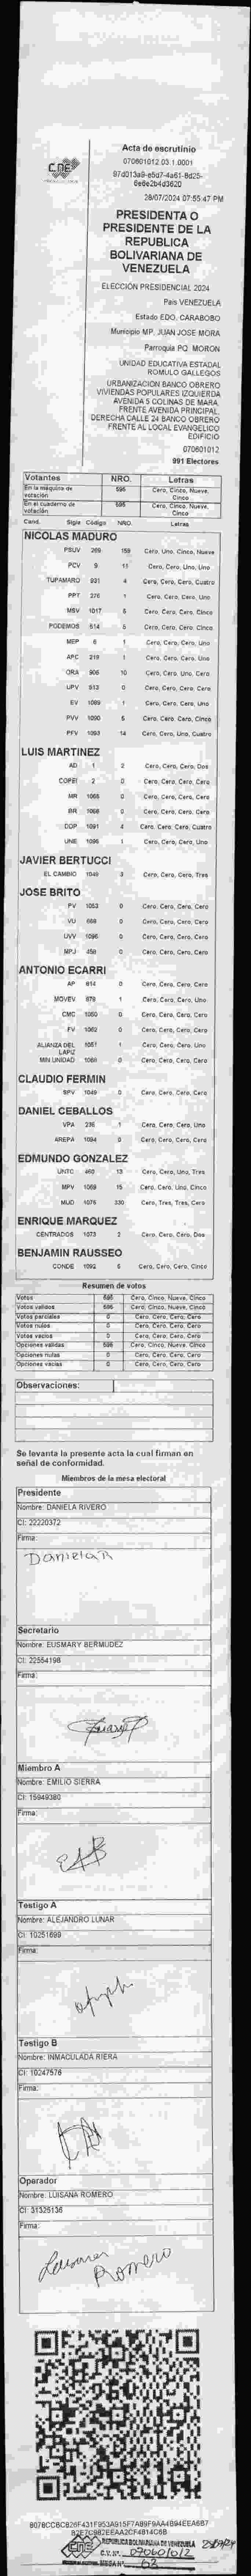 CNE
Acta de escrutinio
070601012.03.1.0001
28/07/2024 07:55:47 PM
PRESIDENTA O
PRESIDENTE DE LA
REPUBLICA
BOLIVARIANA DE
VENEZUELA
ELECCIÓN PRESIDENCIAL 2024
País VENEZUELA
Estado EDO. CARABOBO
Municipio MP. JUAN JOSE MORA
Parroquia PQ. MORON
UNIDAD EDUCATIVA ESTADAL
ROMULO GALLEGOS
URBANIZACIÓN BANCO OBRERO
VIVIENDAS POPULARES IZQUIERDA
AVENIDA 5 COLINAS DE MARA.
FRENTE AVENIDA PRINCIPAL.
DERECHA CALLE 24 BANCO OBRERO
FRENTE AL LOCAL EVANGELICO
EDIFICIO
070601012
991 Electores
Votantes NRO. Letras
En la máquina de votación 595 Cero, Cinco, Nueve, Cinco
En el cuaderno de votación 595 Cero, Cinco, Nueve, Cinco
Cand. Sigla Código NRO. Letras
NICOLAS MADURO
PSUV 269 159 Cero, Uno, Cinco, Nueve
PCV 9 11 Cero, Cero, Uno, Uno
TUPAMARO 931 4 Cero, Cero, Cero, Cuatro
PPT 276 1 Cero, Cero, Cero, Uno
MSV 1017 5 Cero, Cero, Cero, Cinco
PODEMOS 514 5 Cero, Cero, Cero, Cinco
MEP 6 1 Cero, Cero, Cero, Uno
APC 219 1 Cero, Cero, Cero, Uno
ORA 906 10 Cero, Cero, Uno, Cero
UPV 512 0 Cero, Cero, Cero, Cero
EV 1089 1 Cero, Cero, Cero, Uno
PVV 1090 5 Cero, Cero, Cero, Cinco
PFV 1093 14 Cero, Cero, Uno, Cuatro
LUIS MARTINEZ
AD 1 2 Cero, Cero, Cero, Dos
COPEI 2 0 Cero, Cero, Cero, Cero
MR 1065 0 Cero, Cero, Cero, Cero
BR 0 Cero, Cero, Cero, Cero
DDP 1091 4 Cero, Cero, Cero, Cuatro
UNE 1 Cero, Cero, Cero, Uno
JAVIER BERTUCCI
EL CAMBIO 1049 3 Cero, Cero, Cero, Tres
JOSE BRITO
PV 1053 0 Cero, Cero, Cero, Cero
VU 0 Cero, Cero, Cero, Cero
UVV 0 Cero, Cero, Cero, Cero
MPJ 0 Cero, Cero, Cero, Cero
ANTONIO ECARRI
AP 814 0 Cero, Cero, Cero, Cero
MOVEV 979 1 Cero, Cero, Cero, Uno
CMC 1050 0 Cero, Cero, Cero, Cero
FV 1062 0 Cero, Cero, Cero, Cero
ALIANZA DEL LAPIZ 1081 1 Cero, Cero, Cero, Uno
MIN UNIDAD 0 Cero, Cero, Cero, Cero
CLAUDIO FERMIN
SPV 0 Cero, Cero, Cero, Cero
DANIEL CEBALLOS
VPA 236 1 Cero, Cero, Cero, Uno
AREPA 1094 0 Cero, Cero, Cero, Cero
EDMUNDO GONZALEZ
UNTC 13 Cero, Cero, Uno, Tres
MPV 1069 15 Cero, Cero, Uno, Cinco
MUD 330 Cero, Tres, Tres, Cero
ENRIQUE MARQUEZ
CENTRADOS 1073 2 Cero, Cero, Cero, Dos
BENJAMIN RAUSSEO
CONDE 1092 5 Cero, Cero, Cero, Cinco
Resumen de votos
Votos 595 Cero, Cinco, Nueve, Cinco
Votos válidos 595 Cero, Cinco, Nueve, Cinco
Votos parciales 0 Cero, Cero, Cero, Cero
Votos nulos 0 Cero, Cero, Cero, Cero
Votos vacíos 0 Cero, Cero, Cero, Cero
Opciones válidas 595 Cero, Cinco, Nueve, Cinco
Opciones nulas 0 Cero, Cero, Cero, Cero
Opciones vacías 0 Cero, Cero, Cero, Cero
Observaciones:
Se levanta la presente acta la cual firman en
señal de conformidad.
Miembros de la mesa electoral
Presidente
Nombre: DANIELA RIVERO
CI: 22220372
Firma:
Daniela R
Secretario
Nombre: EUSMARY BERMUDEZ
CI: 22554198
Firma:
Miembro A
Nombre: EMILIO SIERRA
CI: 15949380
Firma:
Testigo A
Nombre: ALEJANDRO LUNAR
CI: 10251699
Firma:
Testigo B
Nombre: INMACULADA RIERA
CI: 10247576
Firma:
Operador
Nombre: LUISANA ROMERO
CI: 31325136
Firma:
Luisana Romero
CNE REPÚBLICA BOLIVARIANA DE VENEZUELA
C.V. Nº. 070601012
MESA Nº. 03